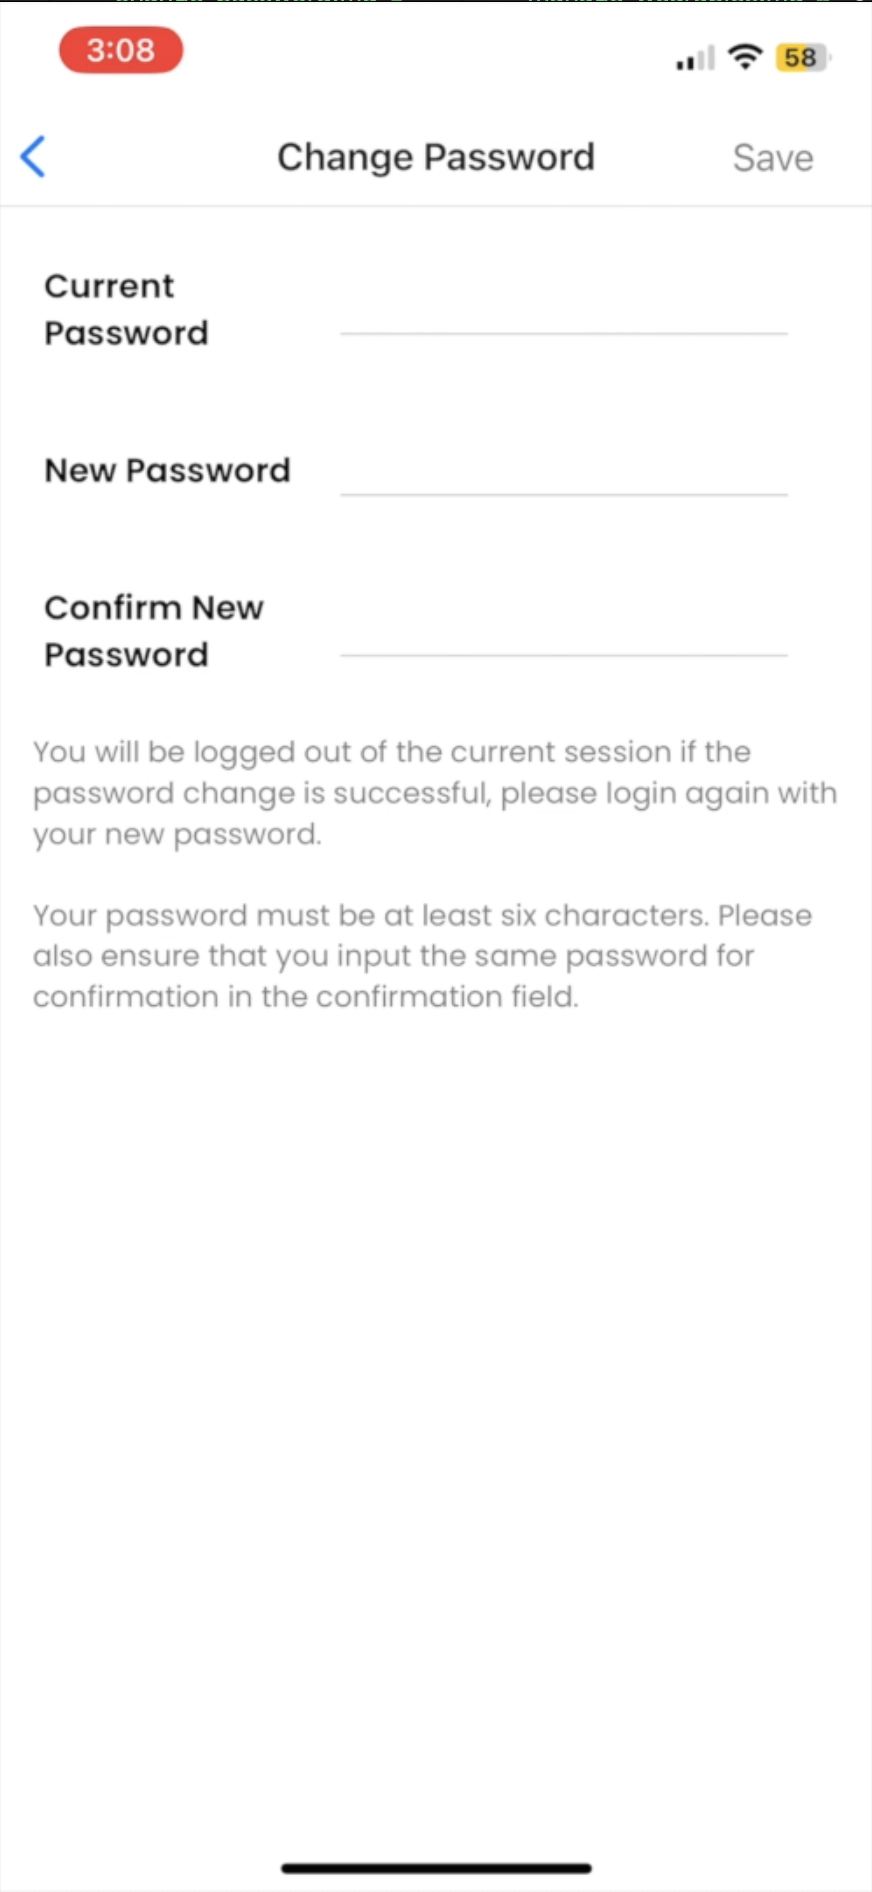 3:08
58
Change Password
Save
Current
Password
New Password
Confirm New
Password
You will be logged out of the current session if the
password change is successful, please login again with
your new password.
Your password must be at least six characters. Please
also ensure that you input the same password for
confirmation in the confirmation field.